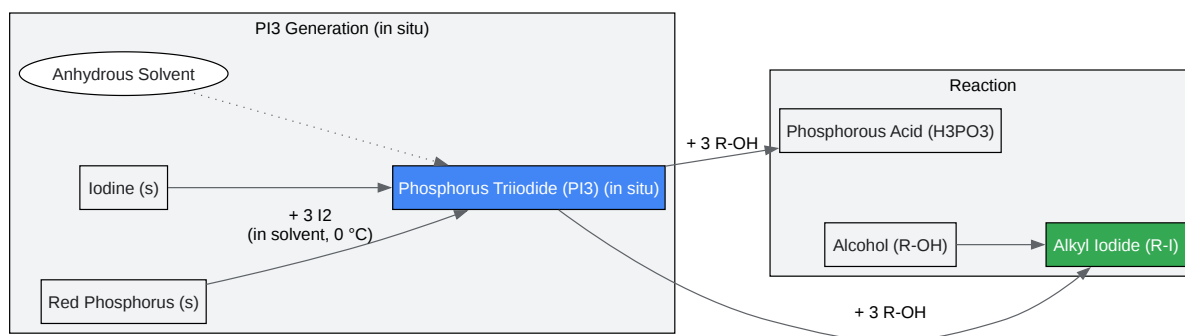 PI3 Generation (in situ)
Anhydrous Solvent
Iodine (s)
Phosphorus Triiodide (PI3) (in situ)
+ 3 I2
(in solvent, 0 °C)
Red Phosphorus (s)
+ 3 R-OH
Reaction
Phosphorous Acid (H3PO3)
Alcohol (R-OH)
Alkyl Iodide (R-I)
+ 3 R-OH